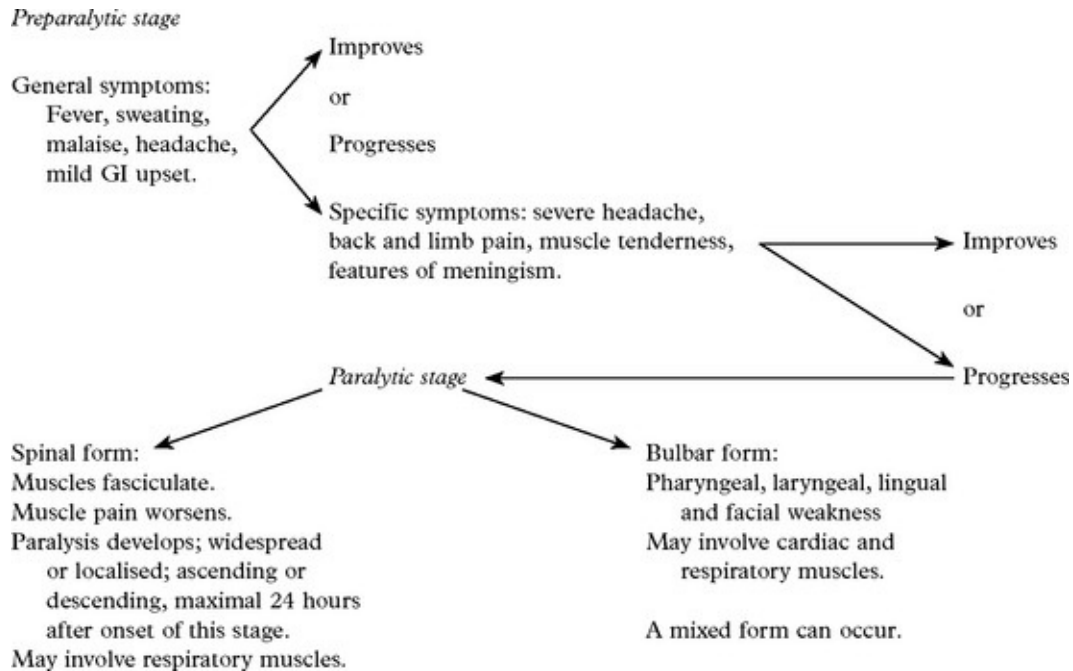 Preparalytic stage
Improves
General symptoms:
Fever, sweating,
malaise, headache,
mild GI upset.
or
Progresses
Specific symptoms: severe headache,
back and limb pain, muscle tenderness,
features of meningism.
Improves
or
Progresses
Paralytic stage
Spinal form:
Muscles fasciculate.
Muscle pain worsens.
Paralysis develops; widespread
or localised; ascending or
descending, maximal 24 hours
after onset of this stage.
May involve respiratory muscles.
Bulbar form:
Pharyngeal, laryngeal, lingual
and facial weakness
May involve cardiac and
respiratory muscles.
A mixed form can occur.